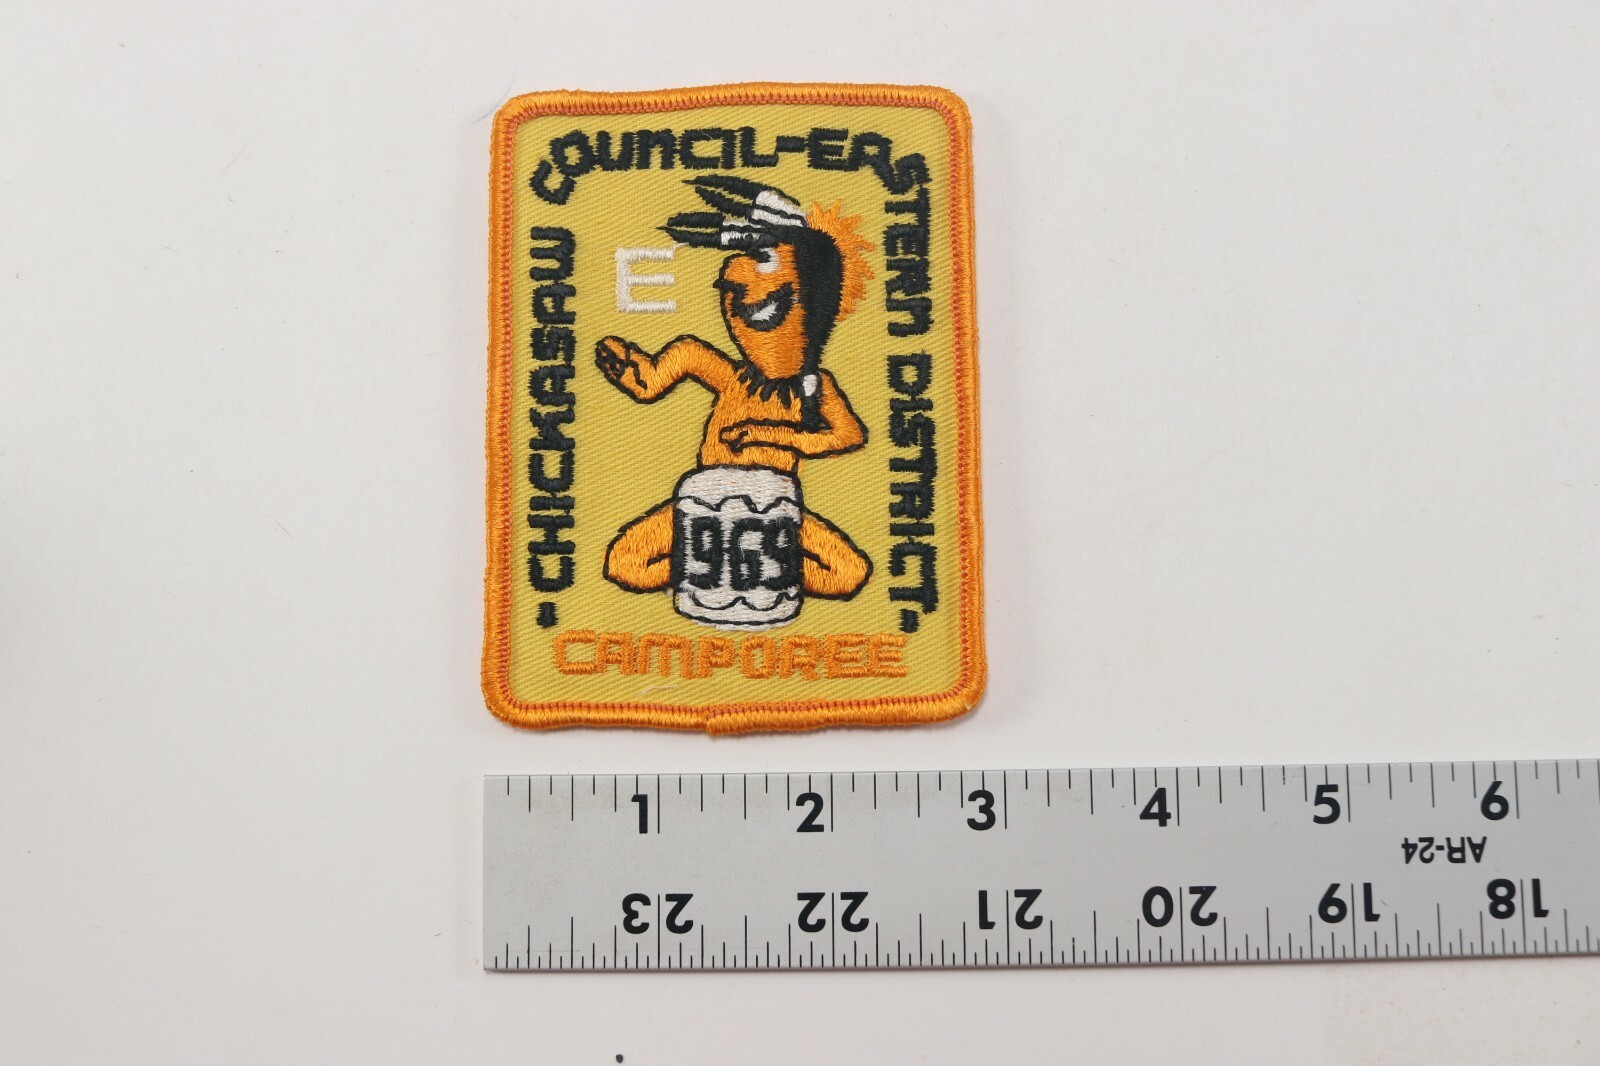 -CHICKASAW COUNCIL-EASTERN DISTRICT-
E
1969
CAMPOREE
1 2 3 4 5 6
AR-24
23 22 21 20 19 18